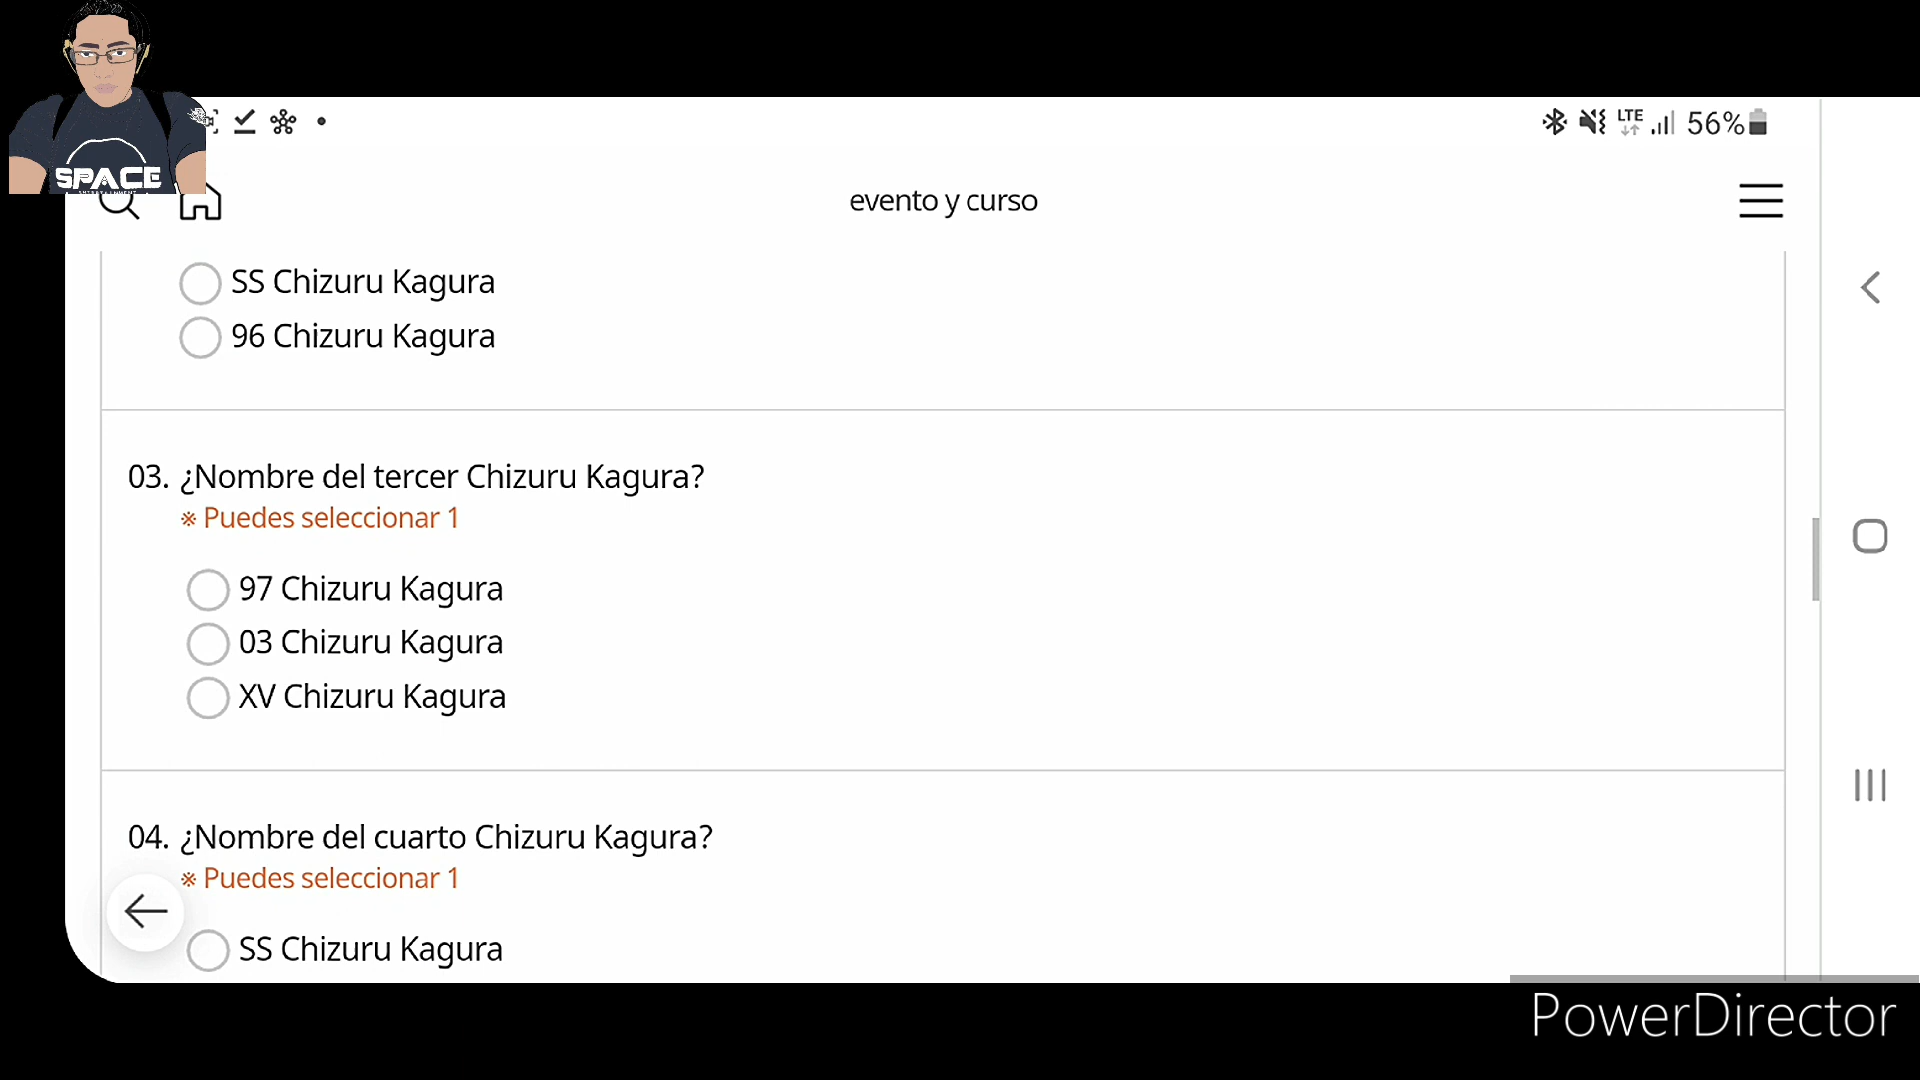 SPACE
LTE
56%
evento y curso
SS Chizuru Kagura
96 Chizuru Kagura
03. ¿Nombre del tercer Chizuru Kagura?
※ Puedes seleccionar 1
97 Chizuru Kagura
03 Chizuru Kagura
XV Chizuru Kagura
04. ¿Nombre del cuarto Chizuru Kagura?
※ Puedes seleccionar 1
SS Chizuru Kagura
PowerDirector